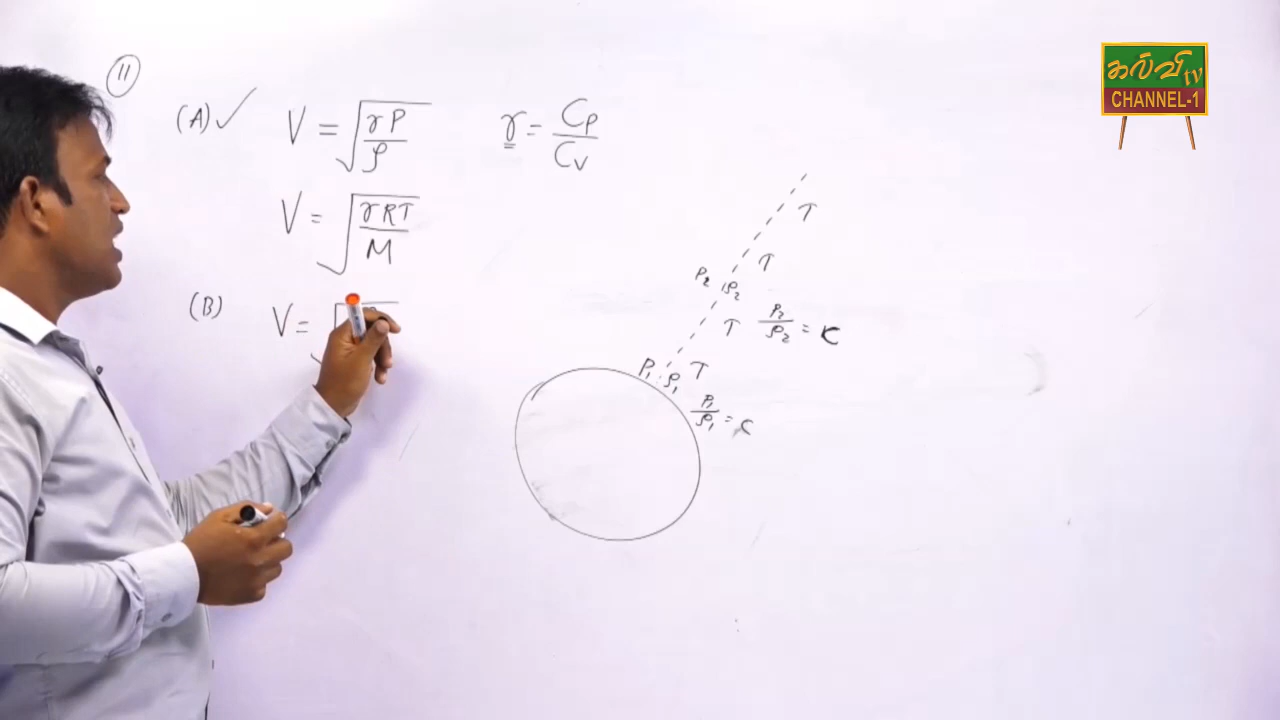 11
(A) ✓ V = √(γP/ρ) γ = Cp/Cv
V = √(γRT/M)
(B) V = √
T
T
P₂ ρ₂
T P₂/ρ₂ = K
P₁ ρ₁ T
P₁/ρ₁ = C
கல்வி tv
CHANNEL-1